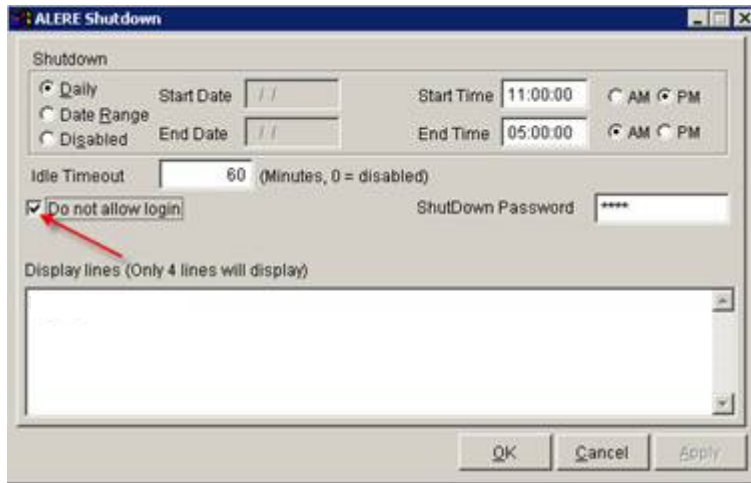 ALERE Shutdown
Shutdown
Daily Start Date / / Start Time 11:00:00 AM PM
Date Range
Disabled End Date / / End Time 05:00:00 AM PM
Idle Timeout 60 (Minutes, 0 = disabled)
Do not allow login ShutDown Password ****
Display lines (Only 4 lines will display)
OK Cancel Apply